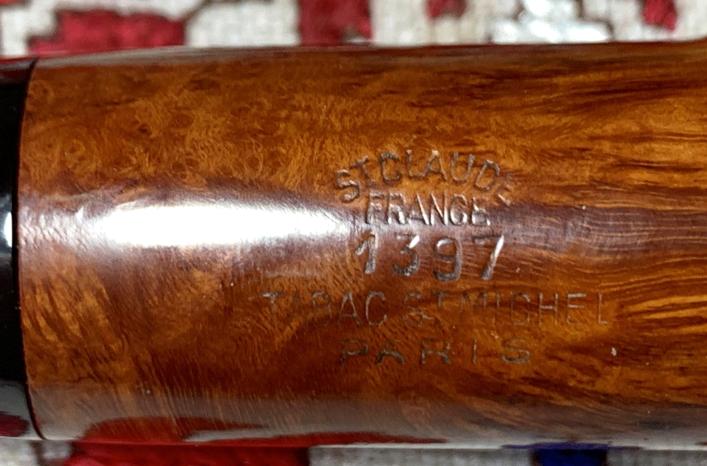 ST CLAUDE
FRANCE
1397
TABAC ST MICHEL
PARIS